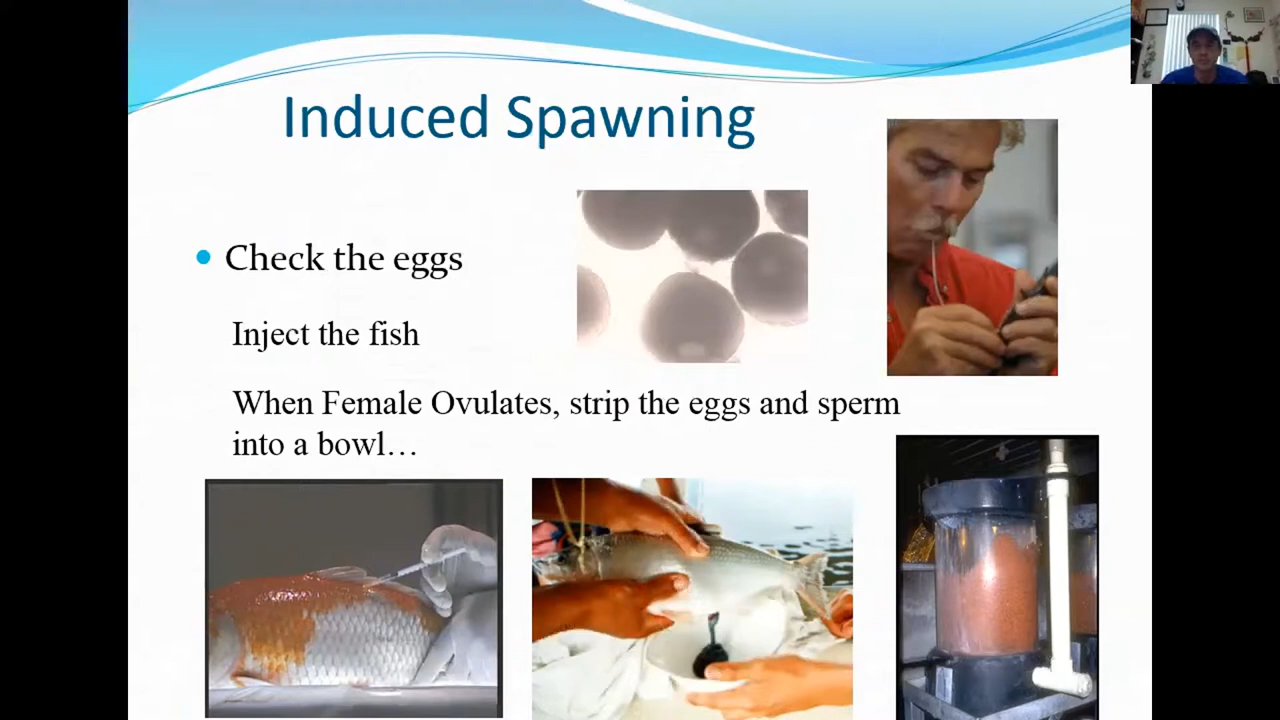 Induced Spawning
Check the eggs
Inject the fish
When Female Ovulates, strip the eggs and sperm
into a bowl…